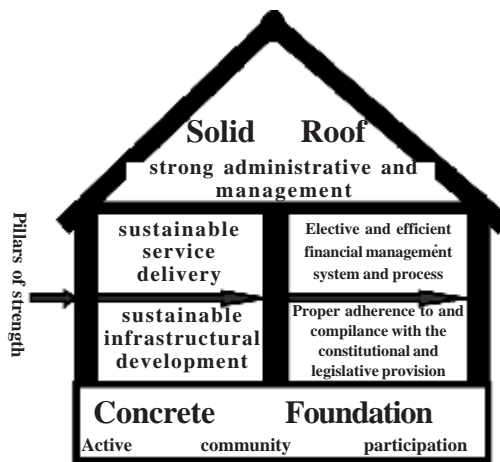 Solid Roof
strong administrative and
management
Pillars of strength
sustainable
service
delivery
Elective and efficient
financial management
system and process
sustainable
infrastructural
development
Proper adherence to and
compilance with the
constitutional and
legislative provision
Concrete Foundation
Active community participation